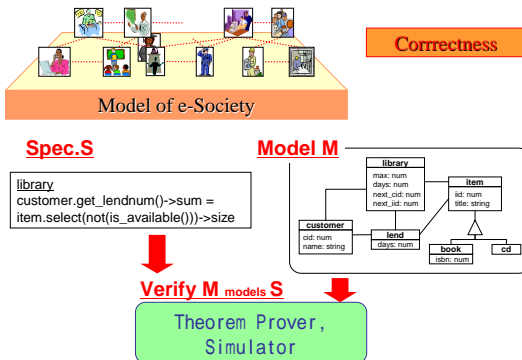 Corrrectness
Model of e-Society
Spec.S
Model M
library
customer.get_lendnum()->sum =
item.select(not(is_available()))->size
library
max: num
days: num
next_cid: num
next_iid: num
item
iid: num
title: string
customer
cid: num
name: string
lend
days: num
book
isbn: num
cd
Verify M models S
Theorem Prover,
Simulator